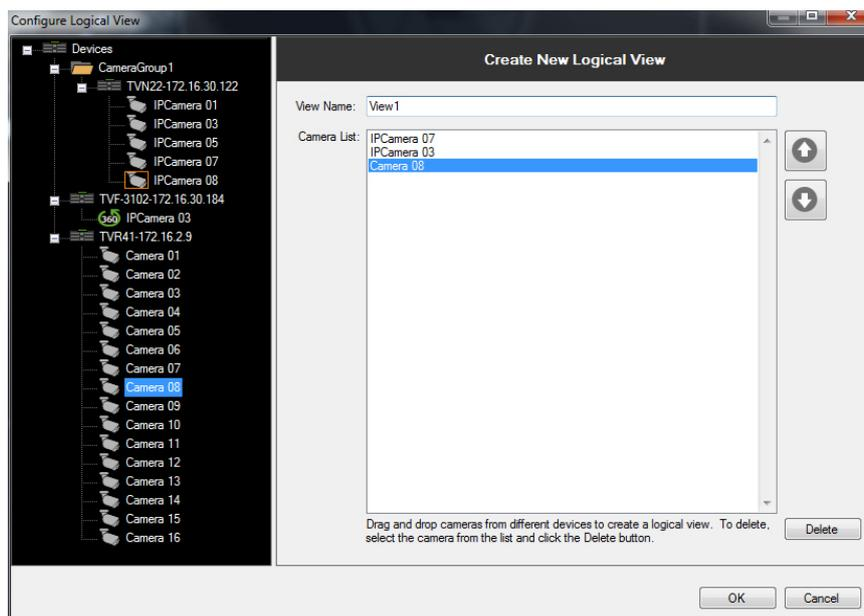 Configure Logical View
Devices
CameraGroup1
TVN22-172.16.30.122
IPCamera 01
IPCamera 03
IPCamera 05
IPCamera 07
IPCamera 08
TVF-3102-172.16.30.184
360 IPCamera 03
TVR41-172.16.2.9
Camera 01
Camera 02
Camera 03
Camera 04
Camera 05
Camera 06
Camera 07
Camera 08
Camera 09
Camera 10
Camera 11
Camera 12
Camera 13
Camera 14
Camera 15
Camera 16
Create New Logical View
View Name: View1
Camera List:
IPCamera 07
IPCamera 03
Camera 08
Drag and drop cameras from different devices to create a logical view. To delete,
select the camera from the list and click the Delete button.
Delete
OK
Cancel